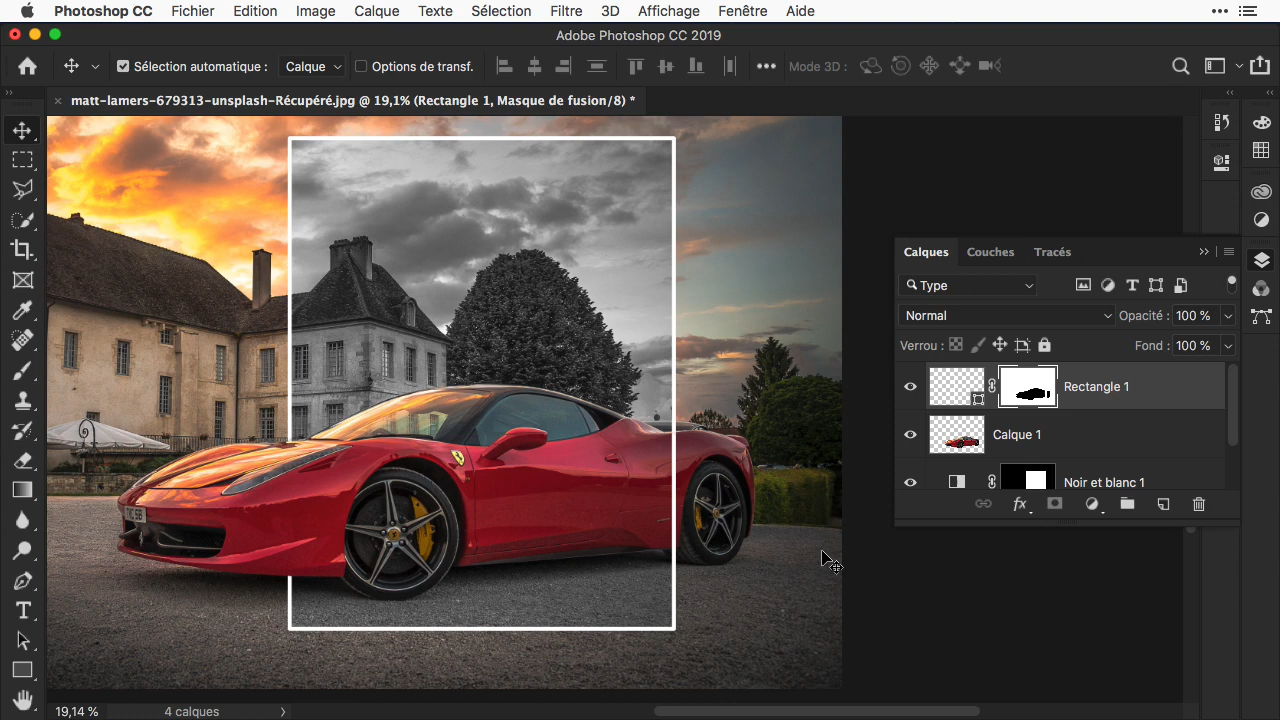 Photoshop CC Fichier Edition Image Calque Texte Sélection Filtre 3D Affichage Fenêtre Aide
Adobe Photoshop CC 2019
Sélection automatique : Calque Options de transf. Mode 3D :
matt-lamers-679313-unsplash-Récupéré.jpg @ 19,1% (Rectangle 1, Masque de fusion/8) *
Calques Couches Tracés
Type
Normal Opacité : 100 %
Verrou : Fond : 100 %
Rectangle 1
Calque 1
Noir et blanc 1
fx
19,14 % 4 calques